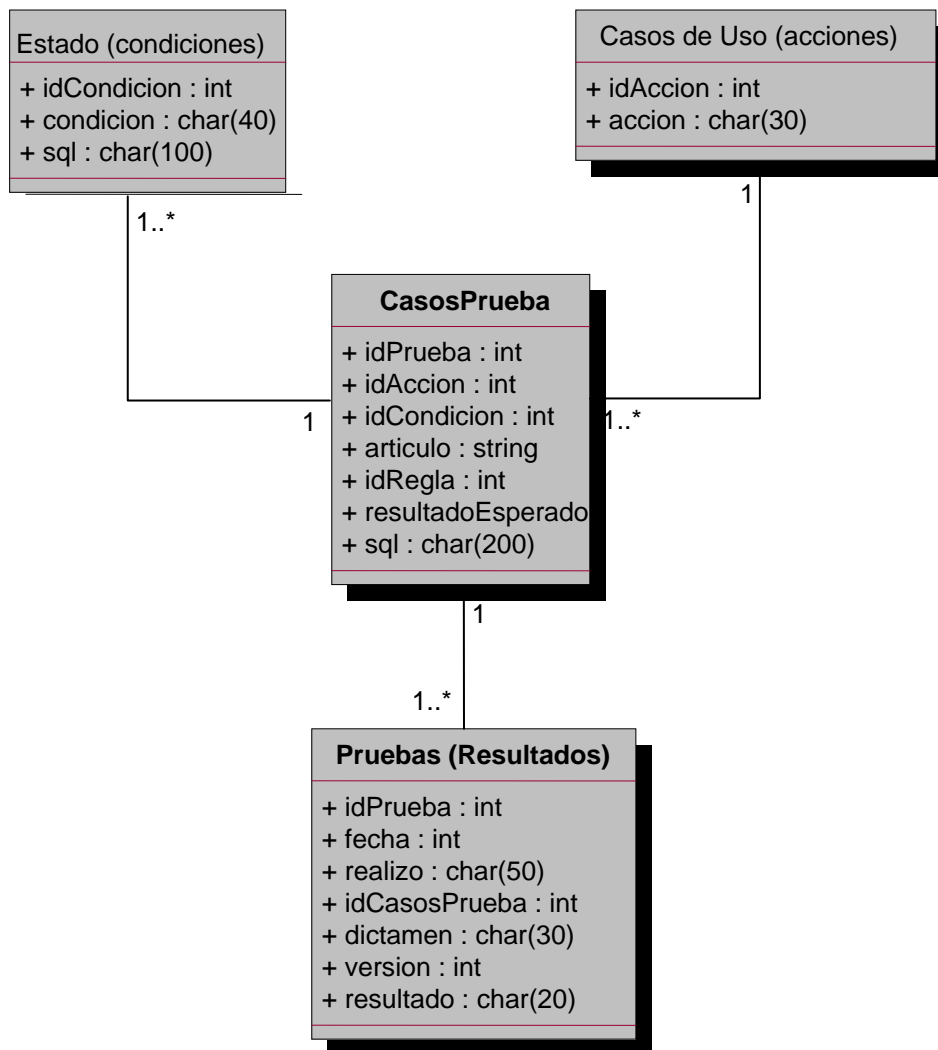 Estado (condiciones)
+ idCondicion : int
+ condicion : char(40)
+ sql : char(100)
Casos de Uso (acciones)
+ idAccion : int
+ accion : char(30)
1..*
1
CasosPrueba
+ idPrueba : int
+ idAccion : int
+ idCondicion : int
+ articulo : string
+ idRegla : int
+ resultadoEsperado
+ sql : char(200)
1
1..*
1
1..*
Pruebas (Resultados)
+ idPrueba : int
+ fecha : int
+ realizo : char(50)
+ idCasosPrueba : int
+ dictamen : char(30)
+ version : int
+ resultado : char(20)